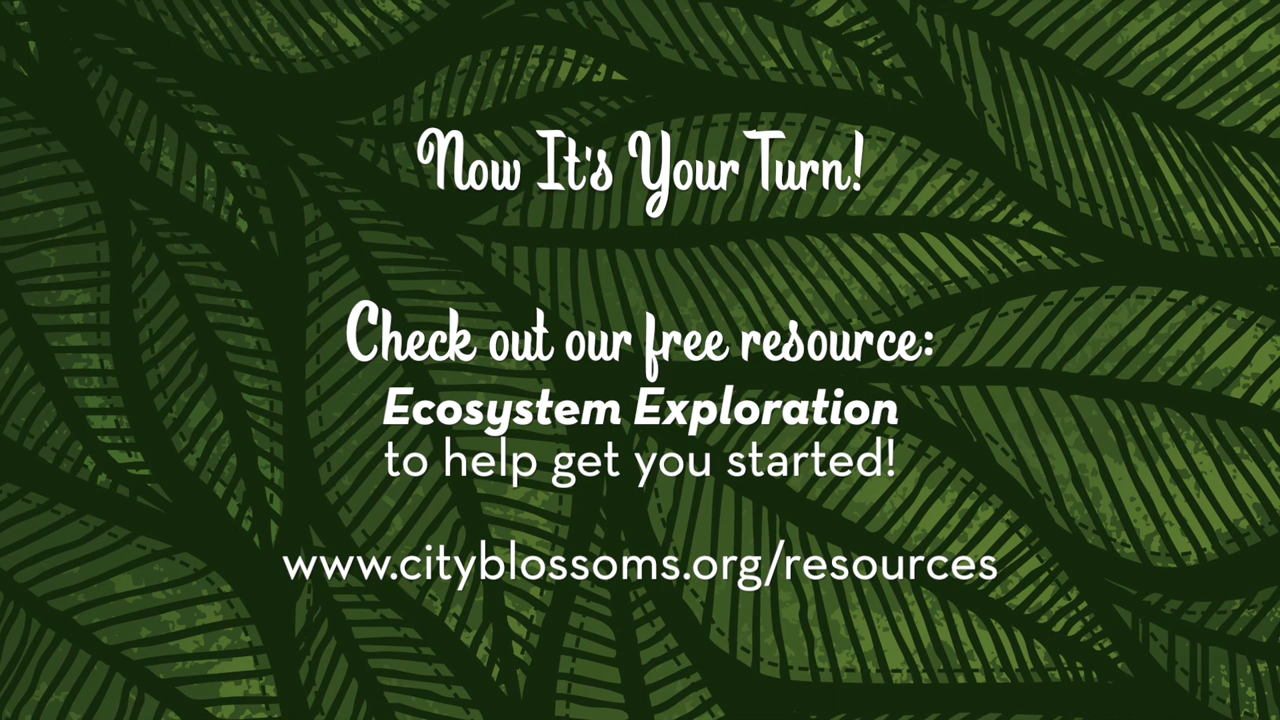 Now It's Your Turn!
Check out our free resource:
Ecosystem Exploration
to help get you started!
www.cityblossoms.org/resources